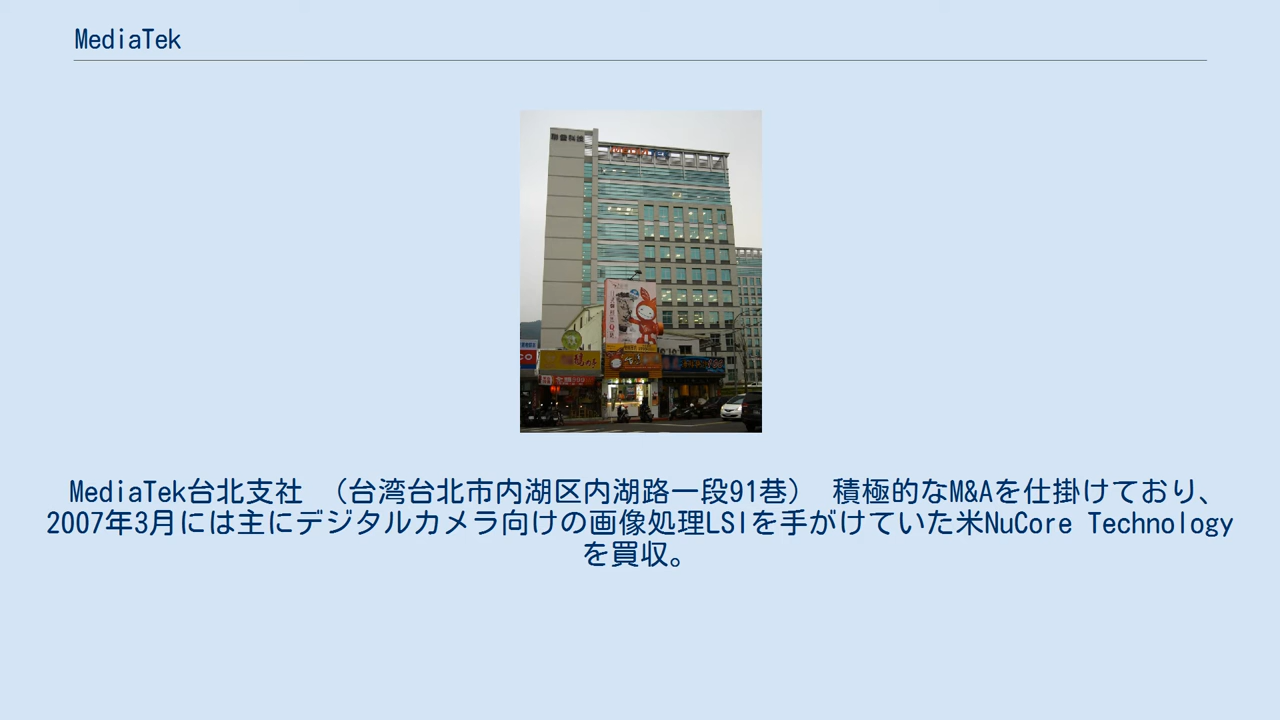 MediaTek
MediaTek台北支社 （台湾台北市内湖区内湖路一段91巷） 積極的なM&Aを仕掛けており、
2007年3月には主にデジタルカメラ向けの画像処理LSIを手がけていた米NuCore Technology
を買収。